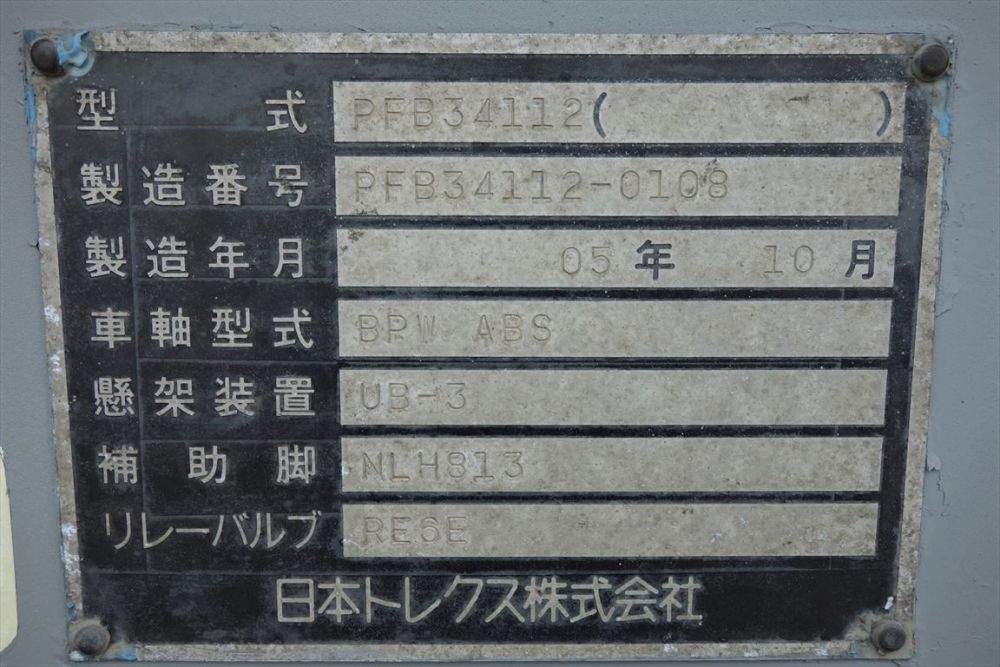 型式 PFB34112( )
製造番号 PFB34112-0108
製造年月 05年 10月
車軸型式 BPW ABS
懸架装置 UB-3
補助脚 NLH813
リレーバルブ RE6E
日本トレクス株式会社